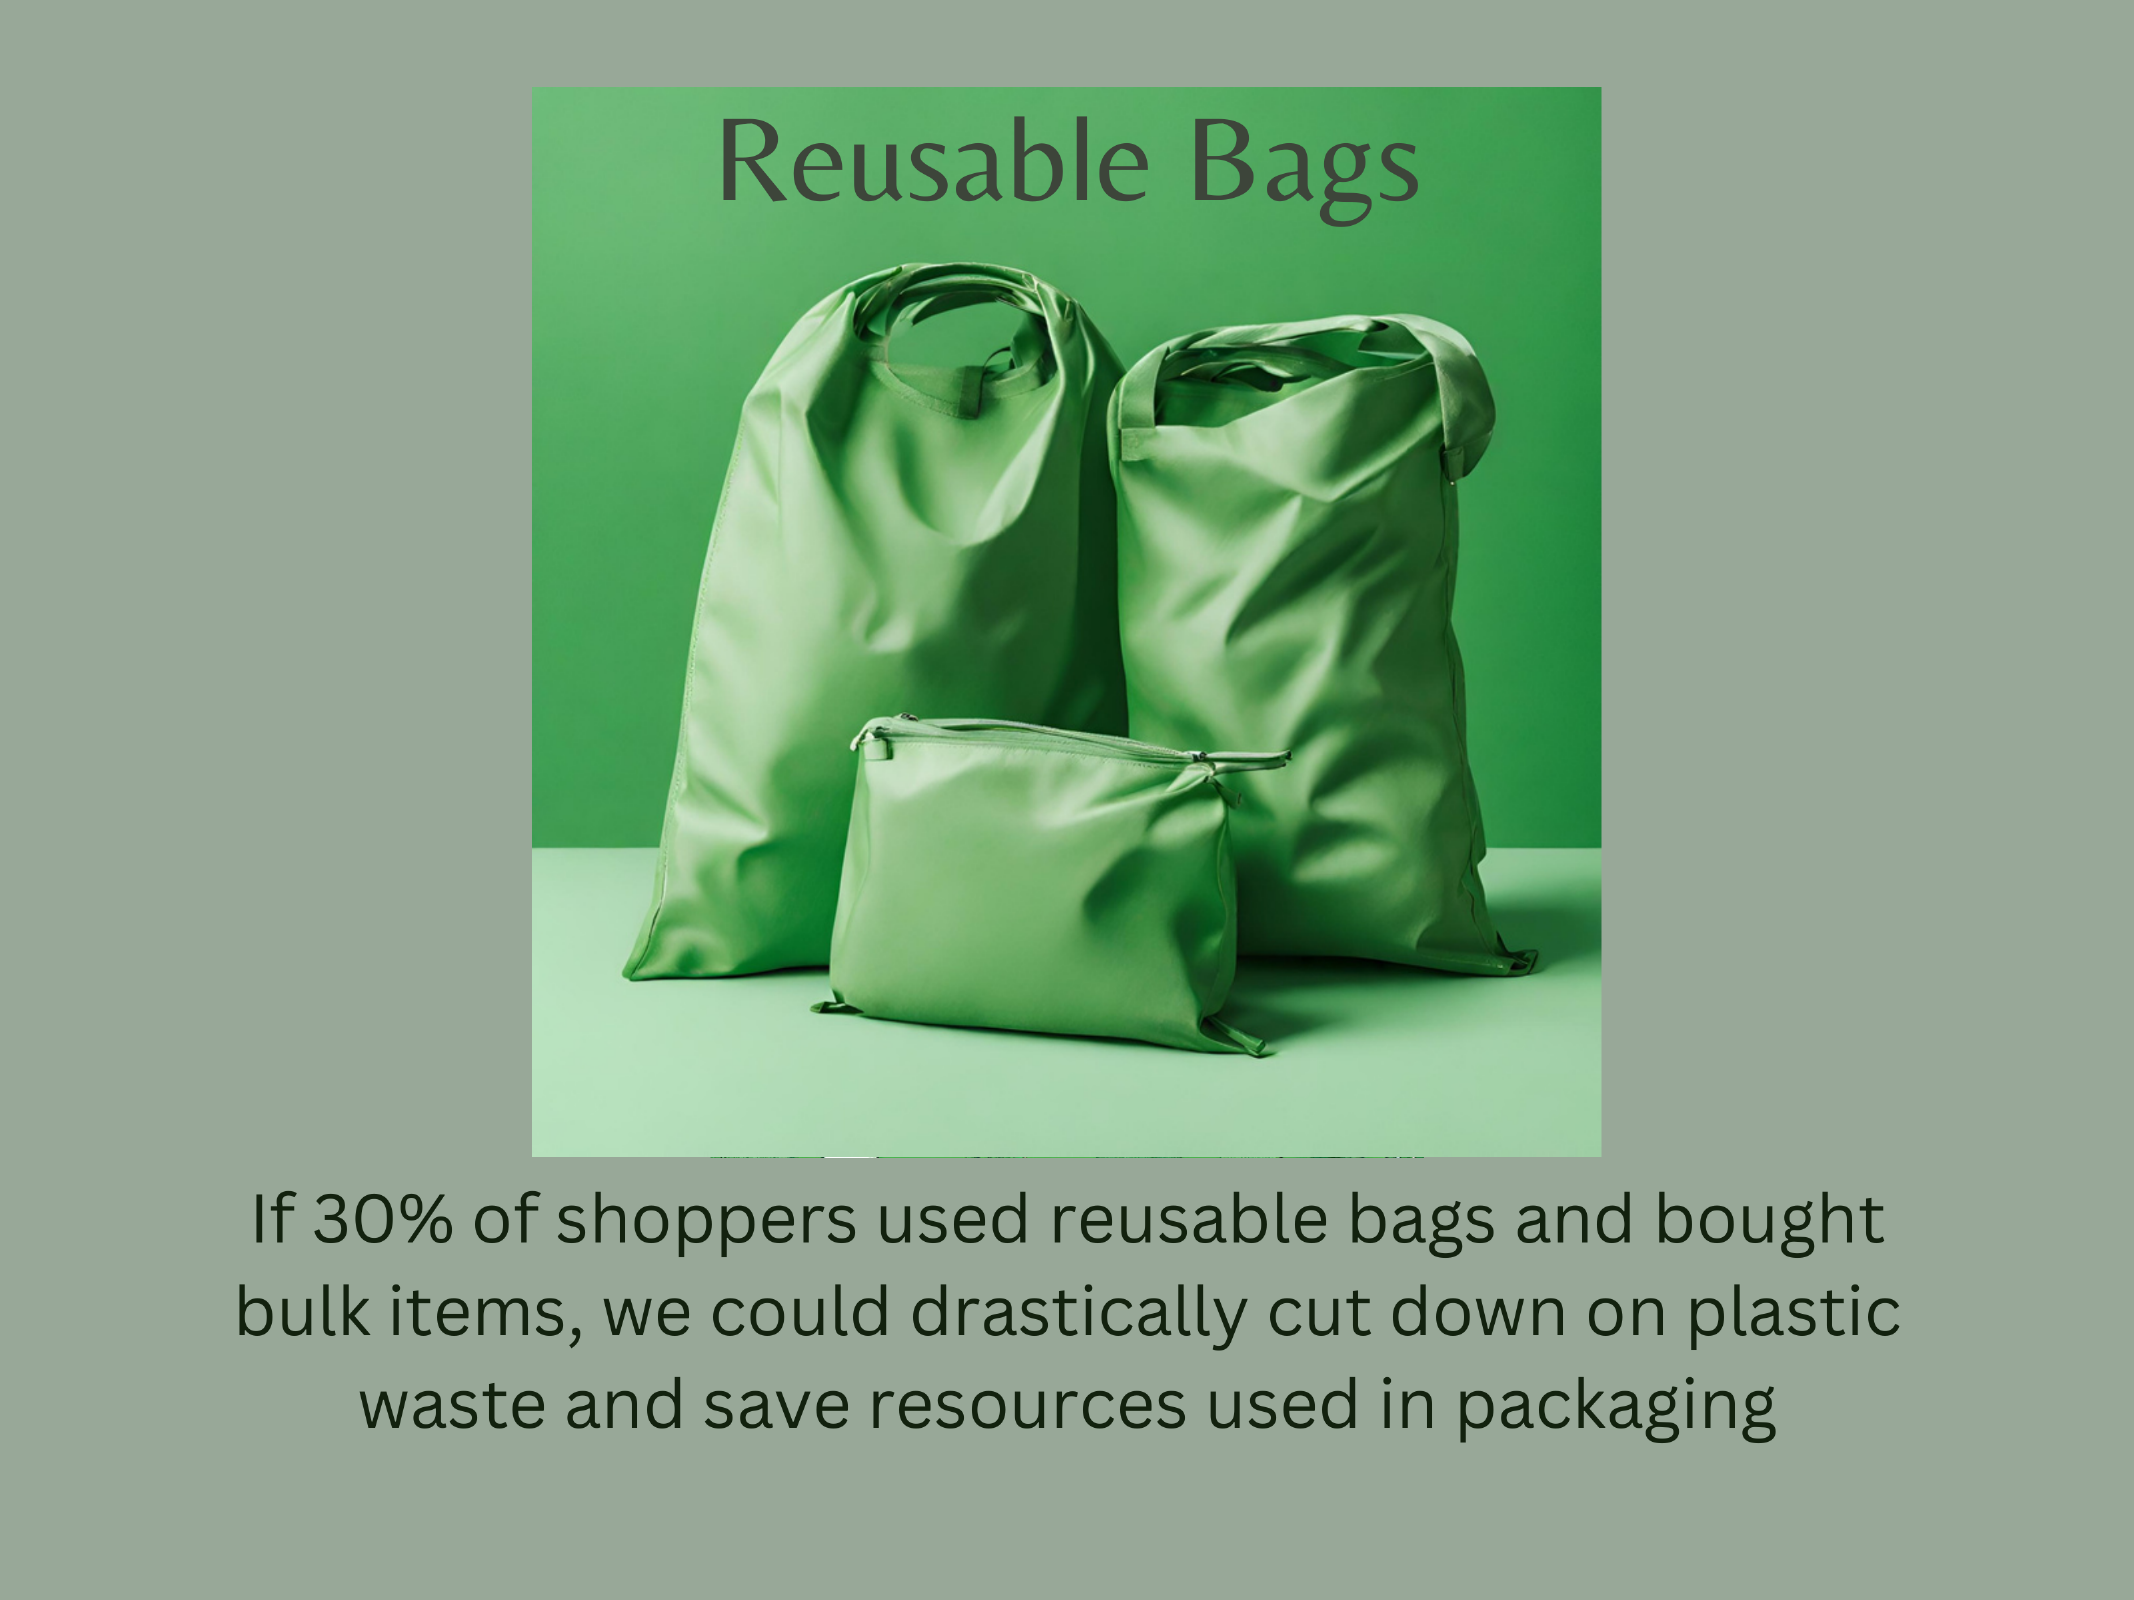 Reusable Bags
If 30% of shoppers used reusable bags and bought
bulk items, we could drastically cut down on plastic
waste and save resources used in packaging